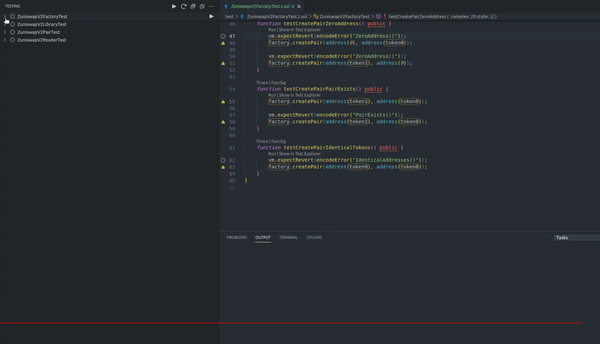 TESTING
ZuniswapV2FactoryTest
ZuniswapV2LibraryTest
ZuniswapV2PairTest
ZuniswapV2RouterTest
ZuniswapV2FactoryTest.t.sol
test > ZuniswapV2FactoryTest.t.sol > ZuniswapV2FactoryTest > testCreatePairZeroAddress ( complex: 20 state: )
46 function testCreatePairZeroAddress() public {
Run | Show in Test Explorer
47 vm.expectRevert(encodeError("ZeroAddress()"));
48 factory.createPair(address(0), address(token0));
49
50 vm.expectRevert(encodeError("ZeroAddress()"));
51 factory.createPair(address(token1), address(0));
52 }
53
ftrace | funcSig
54 function testCreatePairPairExists() public {
Run | Show in Test Explorer
55 factory.createPair(address(token1), address(token0));
56
57 vm.expectRevert(encodeError("PairExists()"));
58 factory.createPair(address(token1), address(token0));
59 }
60
ftrace | funcSig
61 function testCreatePairIdenticalTokens() public {
Run | Show in Test Explorer
62 vm.expectRevert(encodeError("IdenticalAddresses()"));
63 factory.createPair(address(token0), address(token0));
64 }
65 }
66
PROBLEMS OUTPUT TERMINAL GITLENS
Tasks